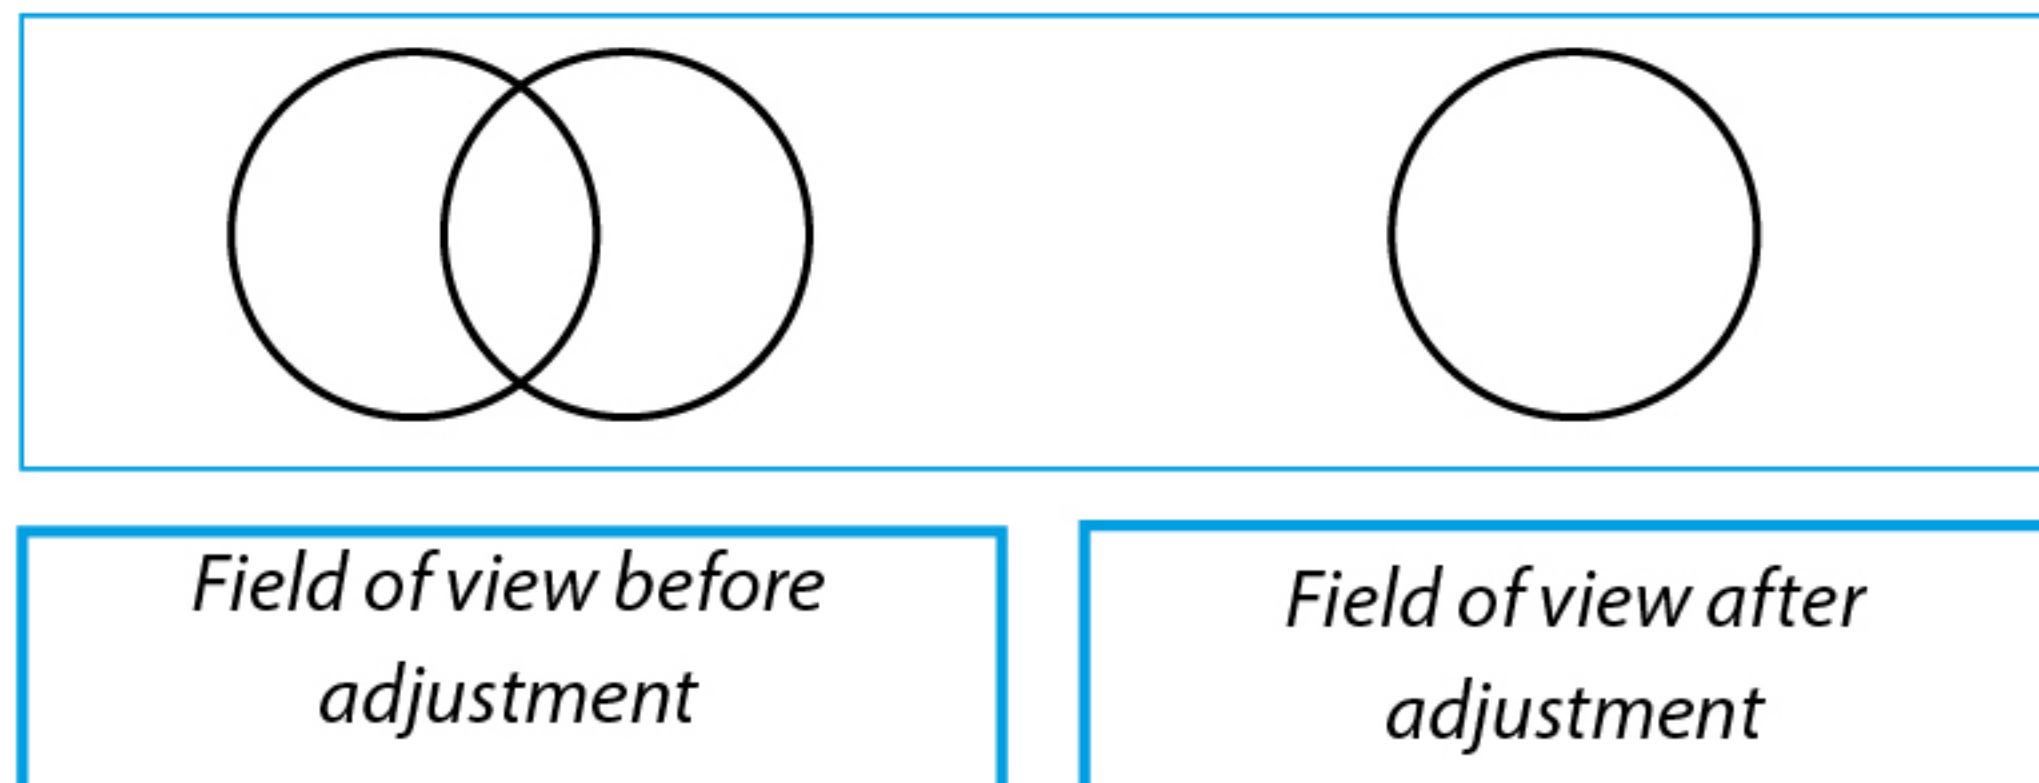 Field of view before
adjustment
Field of view after
adjustment